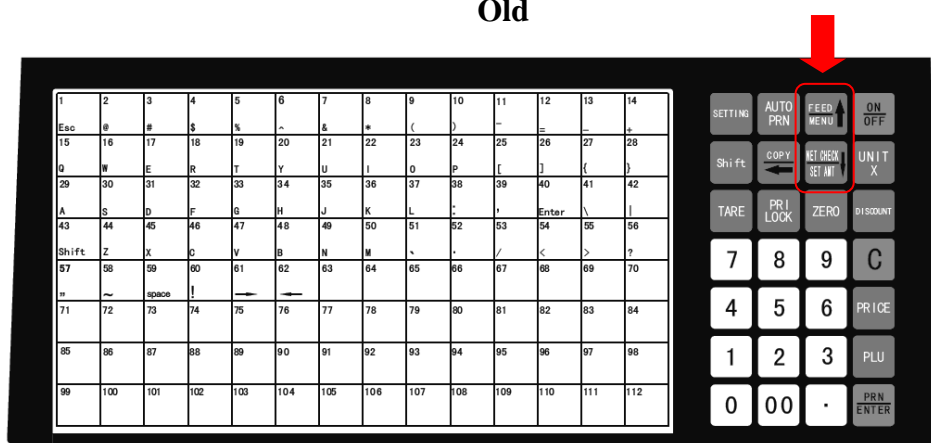 Old
1 2 3 4 5 6 7 8 9 10 11 12 13 14
Esc @ # $ % ^ & * ( ) - = _ +
15 16 17 18 19 20 21 22 23 24 25 26 27 28
Q W E R T Y U I O P [ ] { }
29 30 31 32 33 34 35 36 37 38 39 40 41 42
A S D F G H J K L : , Enter \ |
43 44 45 46 47 48 49 50 51 52 53 54 55 56
Shift Z X C V B N M 、 . / < > ?
57 58 59 60 61 62 63 64 65 66 67 68 69 70
" ~ space ! → ←
71 72 73 74 75 76 77 78 79 80 81 82 83 84
85 86 87 88 89 90 91 92 93 94 95 96 97 98
99 100 101 102 103 104 105 106 107 108 109 110 111 112
SETTING AUTO PRN FEED MENU ↑ ON OFF
Shift COPY ← NET CHECK SET AMT ↓ UNIT X
TARE PRI LOCK ZERO DISCOUNT
7 8 9 C
4 5 6 PRICE
1 2 3 PLU
0 00 . PRN ENTER